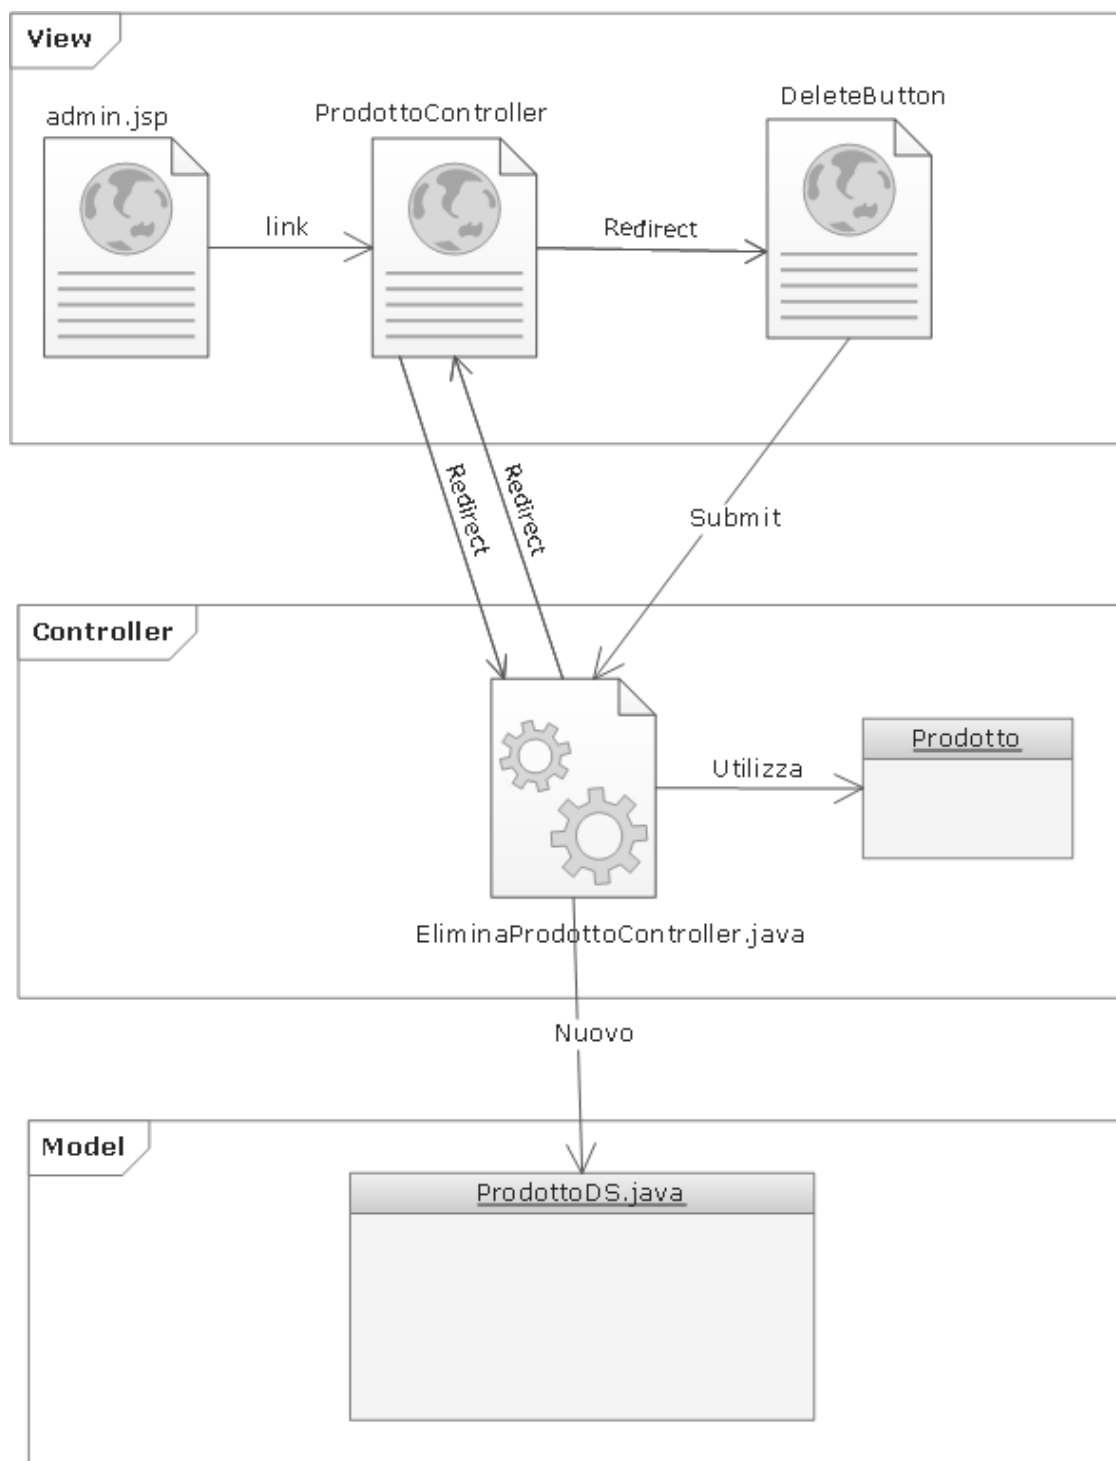 View
admin.jsp
ProdottoController
DeleteButton
link
Redirect
Redirect
Redirect
Submit
Controller
Prodotto
Utilizza
EliminaProdottoController.java
Nuovo
Model
ProdottoDS.java